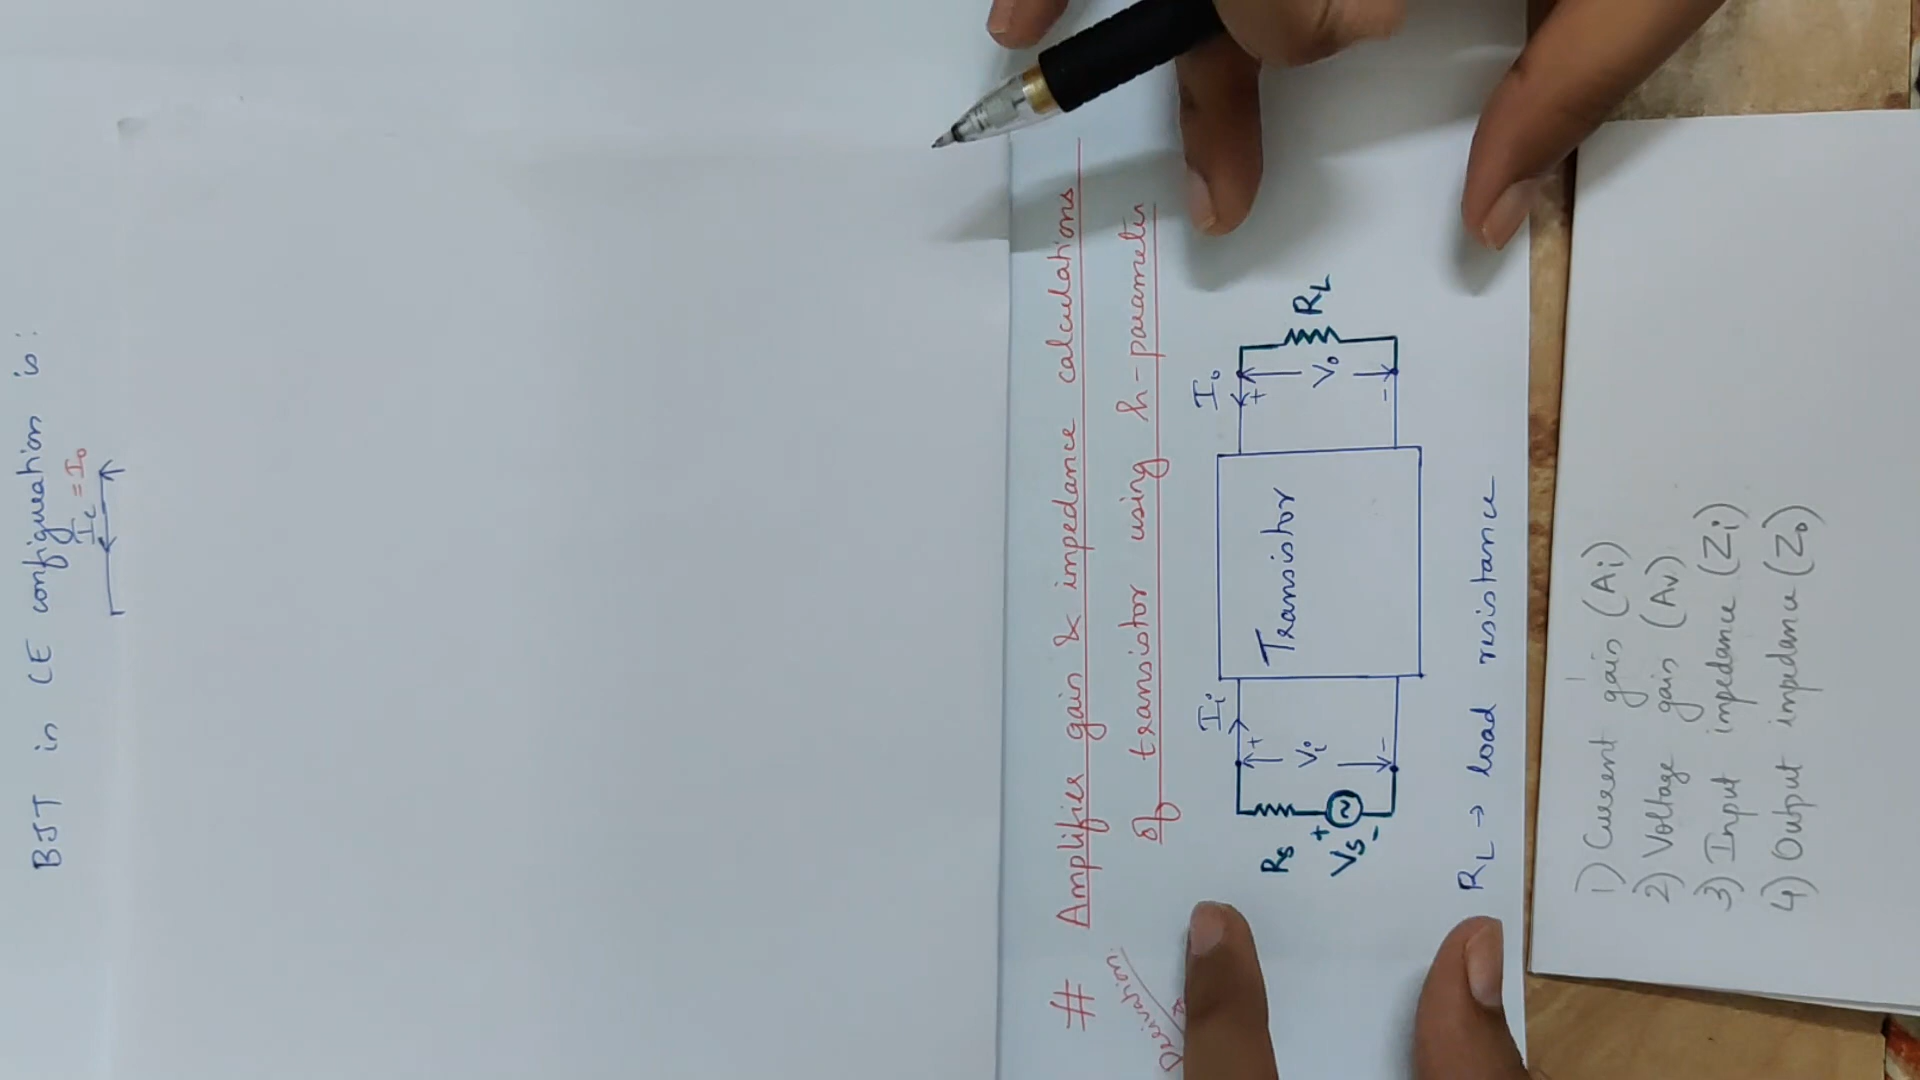 BJT in CE configuration is:
Ic = Io
# Amplifier gain & impedance calculations
of transistor using h-parameter
Derivation:
Ii
Io
Rs
+
Vs
-
+
Vi
-
Transistor
+
Vo
-
RL
RL → load resistance
1) Current gain (Ai)
2) Voltage gain (Av)
3) Input impedance (Zi)
4) Output impedance (Zo)